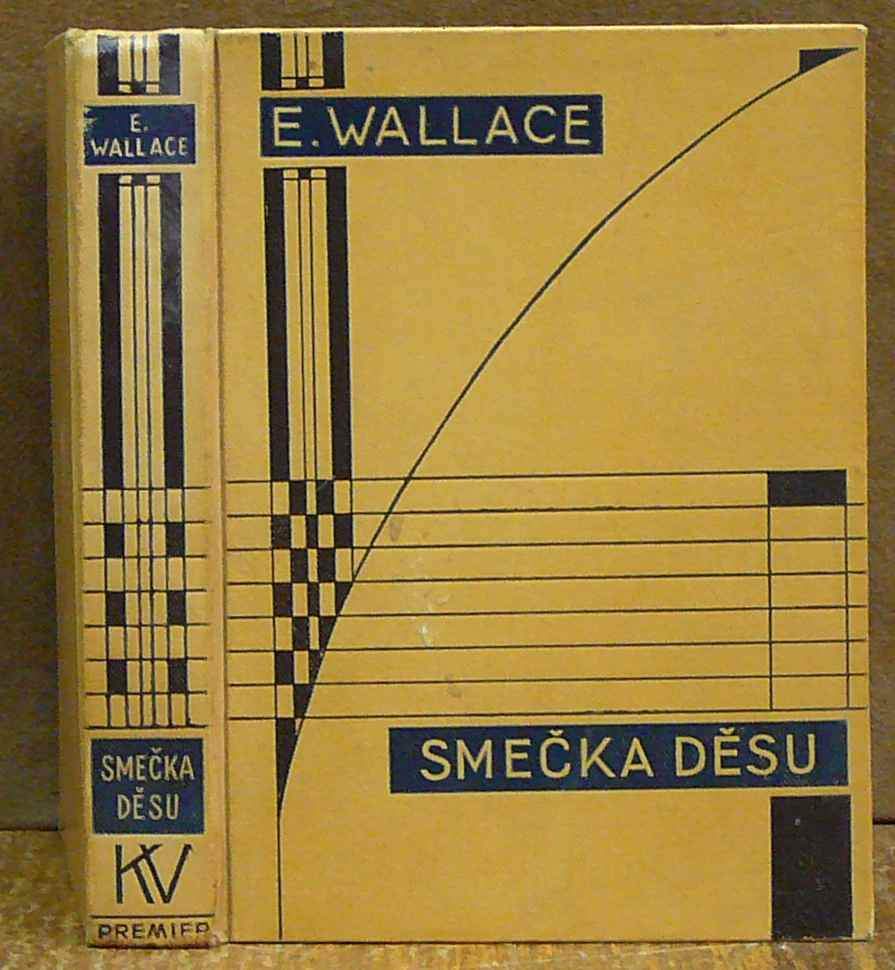 E.
WALLACE
SMEČKA
DĚSU
KV
PREMIER
E. WALLACE
SMEČKA DĚSU